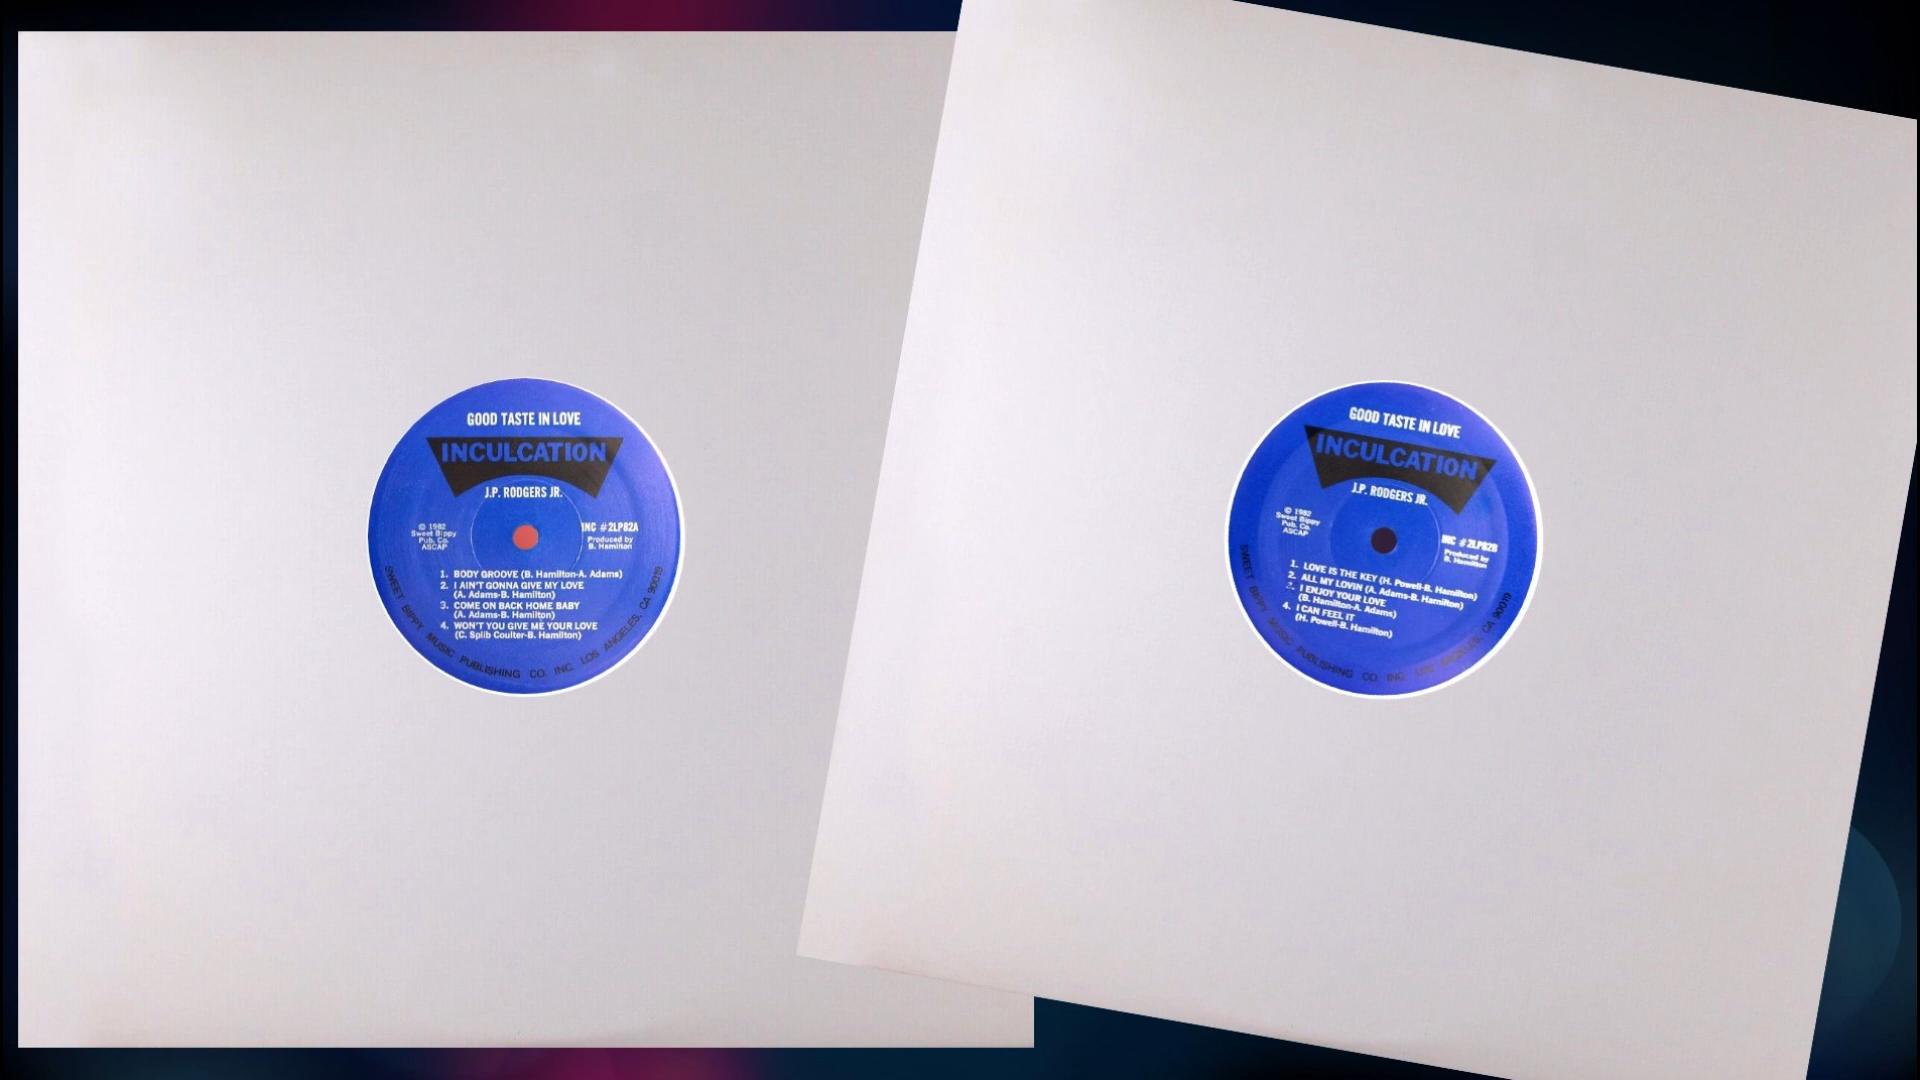 GOOD TASTE IN LOVE
INCULCATION
J.P. RODGERS JR.
© 1982
Sweet Bippy
Pub. Co.
ASCAP
INC #2LP82A
Produced by
B. Hamilton
1. BODY GROOVE (B. Hamilton-A. Adams)
2. I AIN'T GONNA GIVE MY LOVE
(A. Adams-B. Hamilton)
3. COME ON BACK HOME BABY
(A. Adams-B. Hamilton)
4. WON'T YOU GIVE ME YOUR LOVE
(C. Splib Coulter-B. Hamilton)
SWEET BIPPY MUSIC PUBLISHING CO. INC. LOS ANGELES, CA 90019
GOOD TASTE IN LOVE
INCULCATION
J.P. RODGERS JR.
© 1982
Sweet Bippy
Pub. Co.
ASCAP
INC #2LP82B
Produced by
B. Hamilton
1. LOVE IS THE KEY (H. Powell-B. Hamilton)
2. ALL MY LOVIN (A. Adams-B. Hamilton)
3. I ENJOY YOUR LOVE
(B. Hamilton-A. Adams)
4. I CAN FEEL IT
(H. Powell-B. Hamilton)
SWEET BIPPY MUSIC PUBLISHING CO. INC. LOS ANGELES, CA 90019